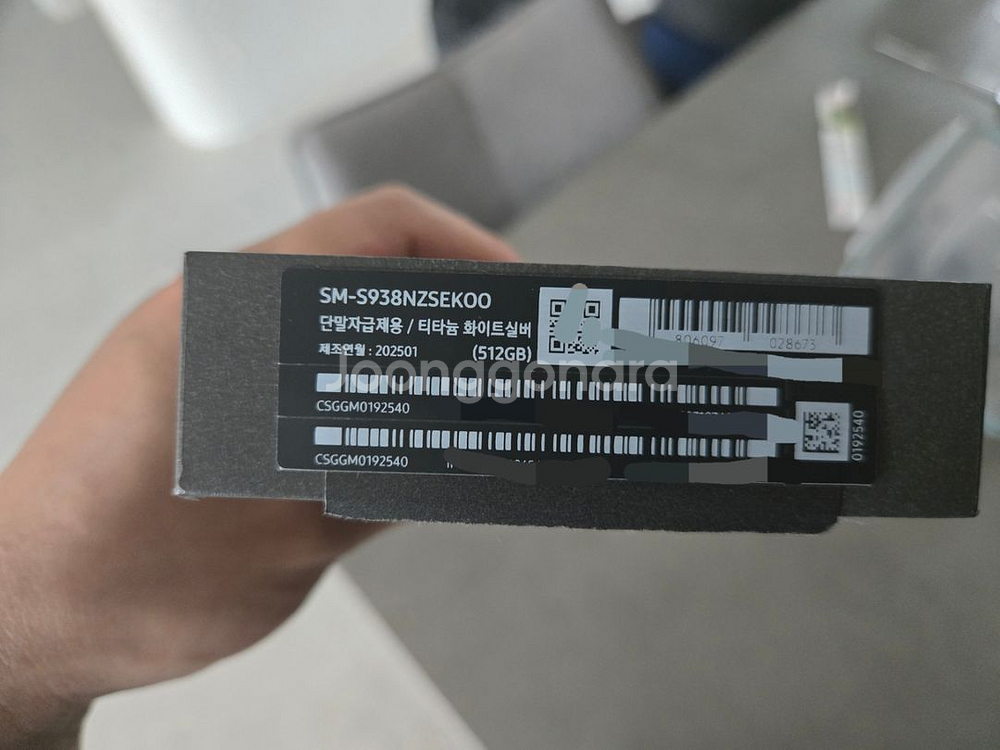 SM-S938NZSEKOO
단말자급제용 / 티타늄 화이트실버
제조연월 : 202501 (512GB)
806097 028673
Joonggonara
CSGGM0192540
CSGGM0192540
0192540